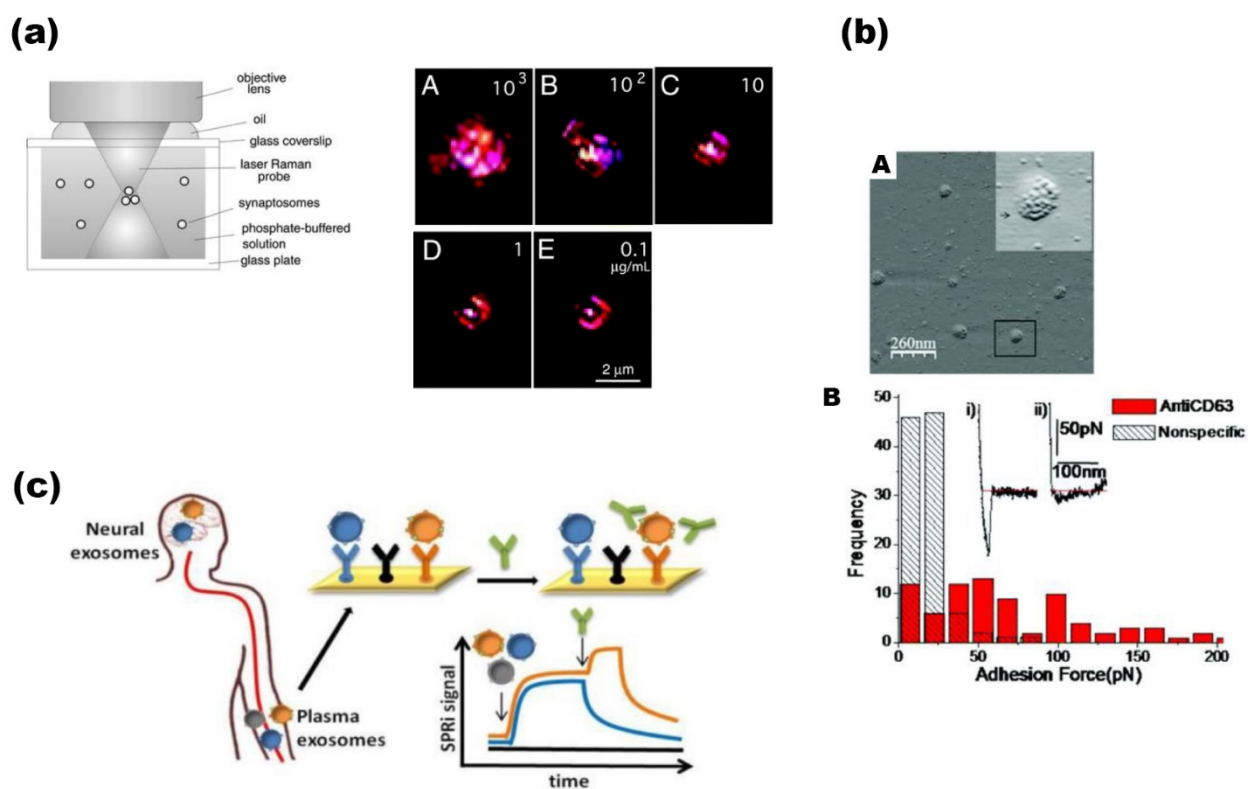 (a)
objective
lens
oil
glass coverslip
laser Raman
probe
synaptosomes
phosphate-buffered
solution
glass plate
A 10³
B 10²
C 10
D 1
E 0.1
µg/mL
2 µm
(b)
A
260nm
B
50
40
30
20
10
0
Frequency
i)
ii)
50pN
100nm
AntiCD63
Nonspecific
0 50 100 150 200
Adhesion Force(pN)
(c)
Neural
exosomes
Plasma
exosomes
SPRi signal
time